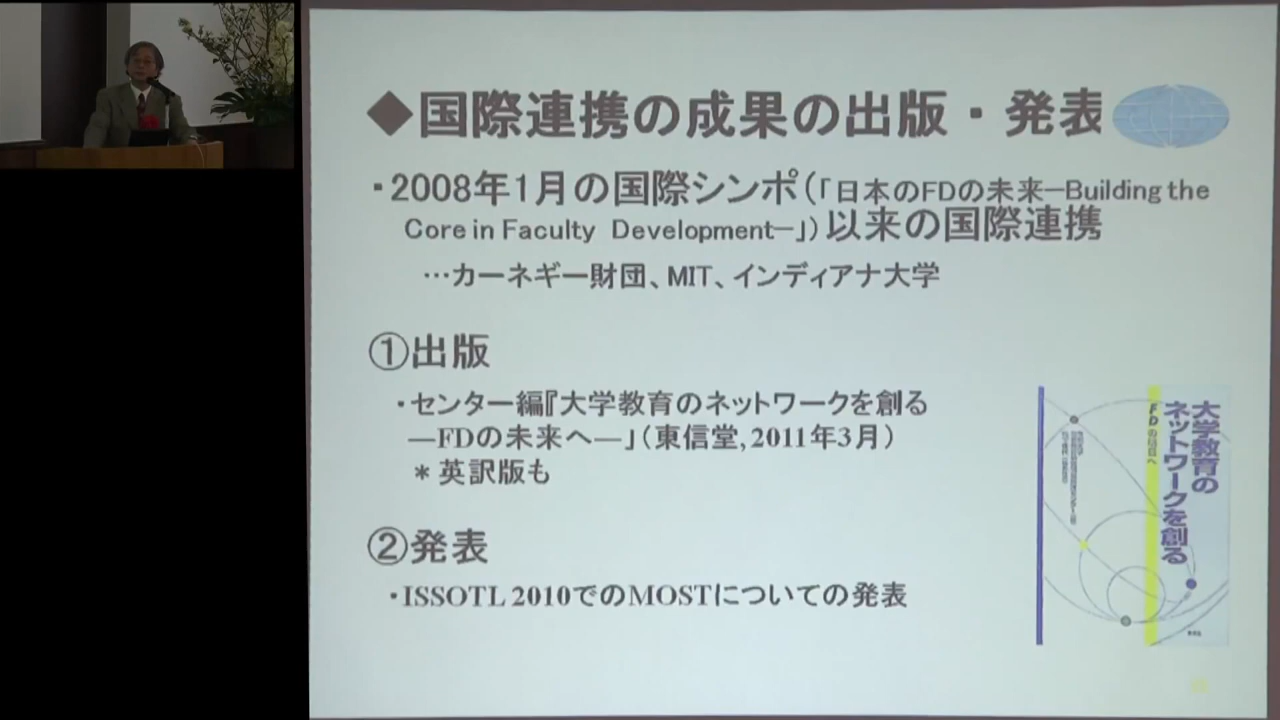 ◆国際連携の成果の出版・発表
・2008年1月の国際シンポ(「日本のFDの未来―Building the
Core in Faculty Development―」)以来の国際連携
…カーネギー財団、MIT、インディアナ大学
①出版
・センター編『大学教育のネットワークを創る
―FDの未来へ―」(東信堂, 2011年3月)
＊英訳版も
②発表
・ISSOTL 2010でのMOSTについての発表
大学教育の
ネットワークを創る